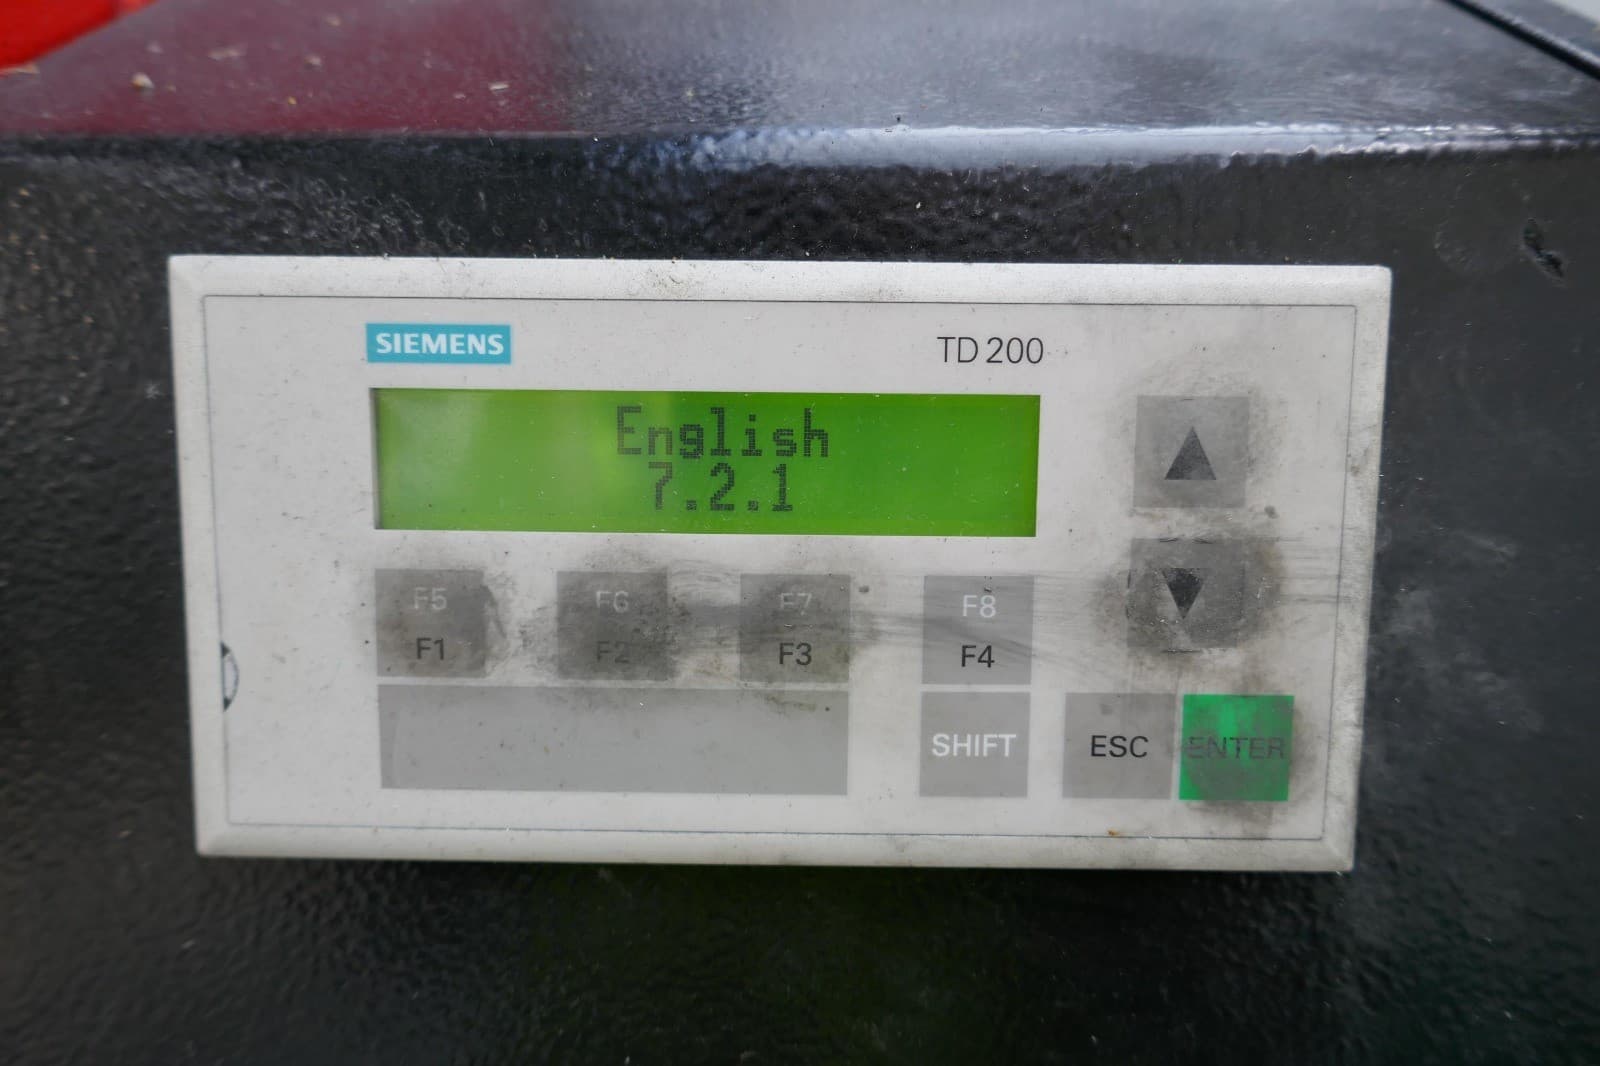 SIEMENS
TD 200
English
7.2.1
F5 F6 F7 F8
F1 F2 F3 F4
SHIFT ESC ENTER